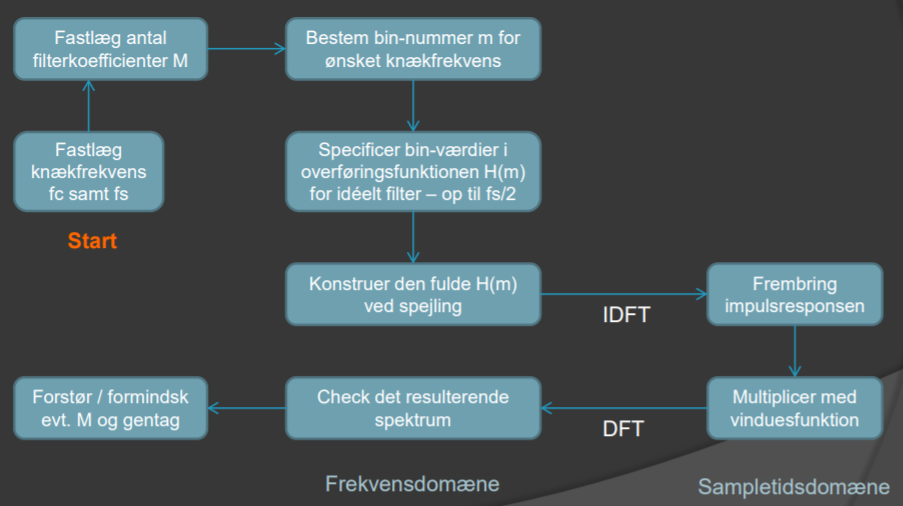 Fastlæg antal
filterkoefficienter M
Bestem bin-nummer m for
ønsket knækfrekvens
Fastlæg
knækfrekvens
fc samt fs
Start
Specificer bin-værdier i
overføringsfunktionen H(m)
for idéelt filter – op til fs/2
Konstruer den fulde H(m)
ved spejling
IDFT
Frembring
impulsresponsen
Forstør / formindsk
evt. M og gentag
Check det resulterende
spektrum
DFT
Multiplicer med
vinduesfunktion
Frekvensdomæne
Sampletidsdomæne